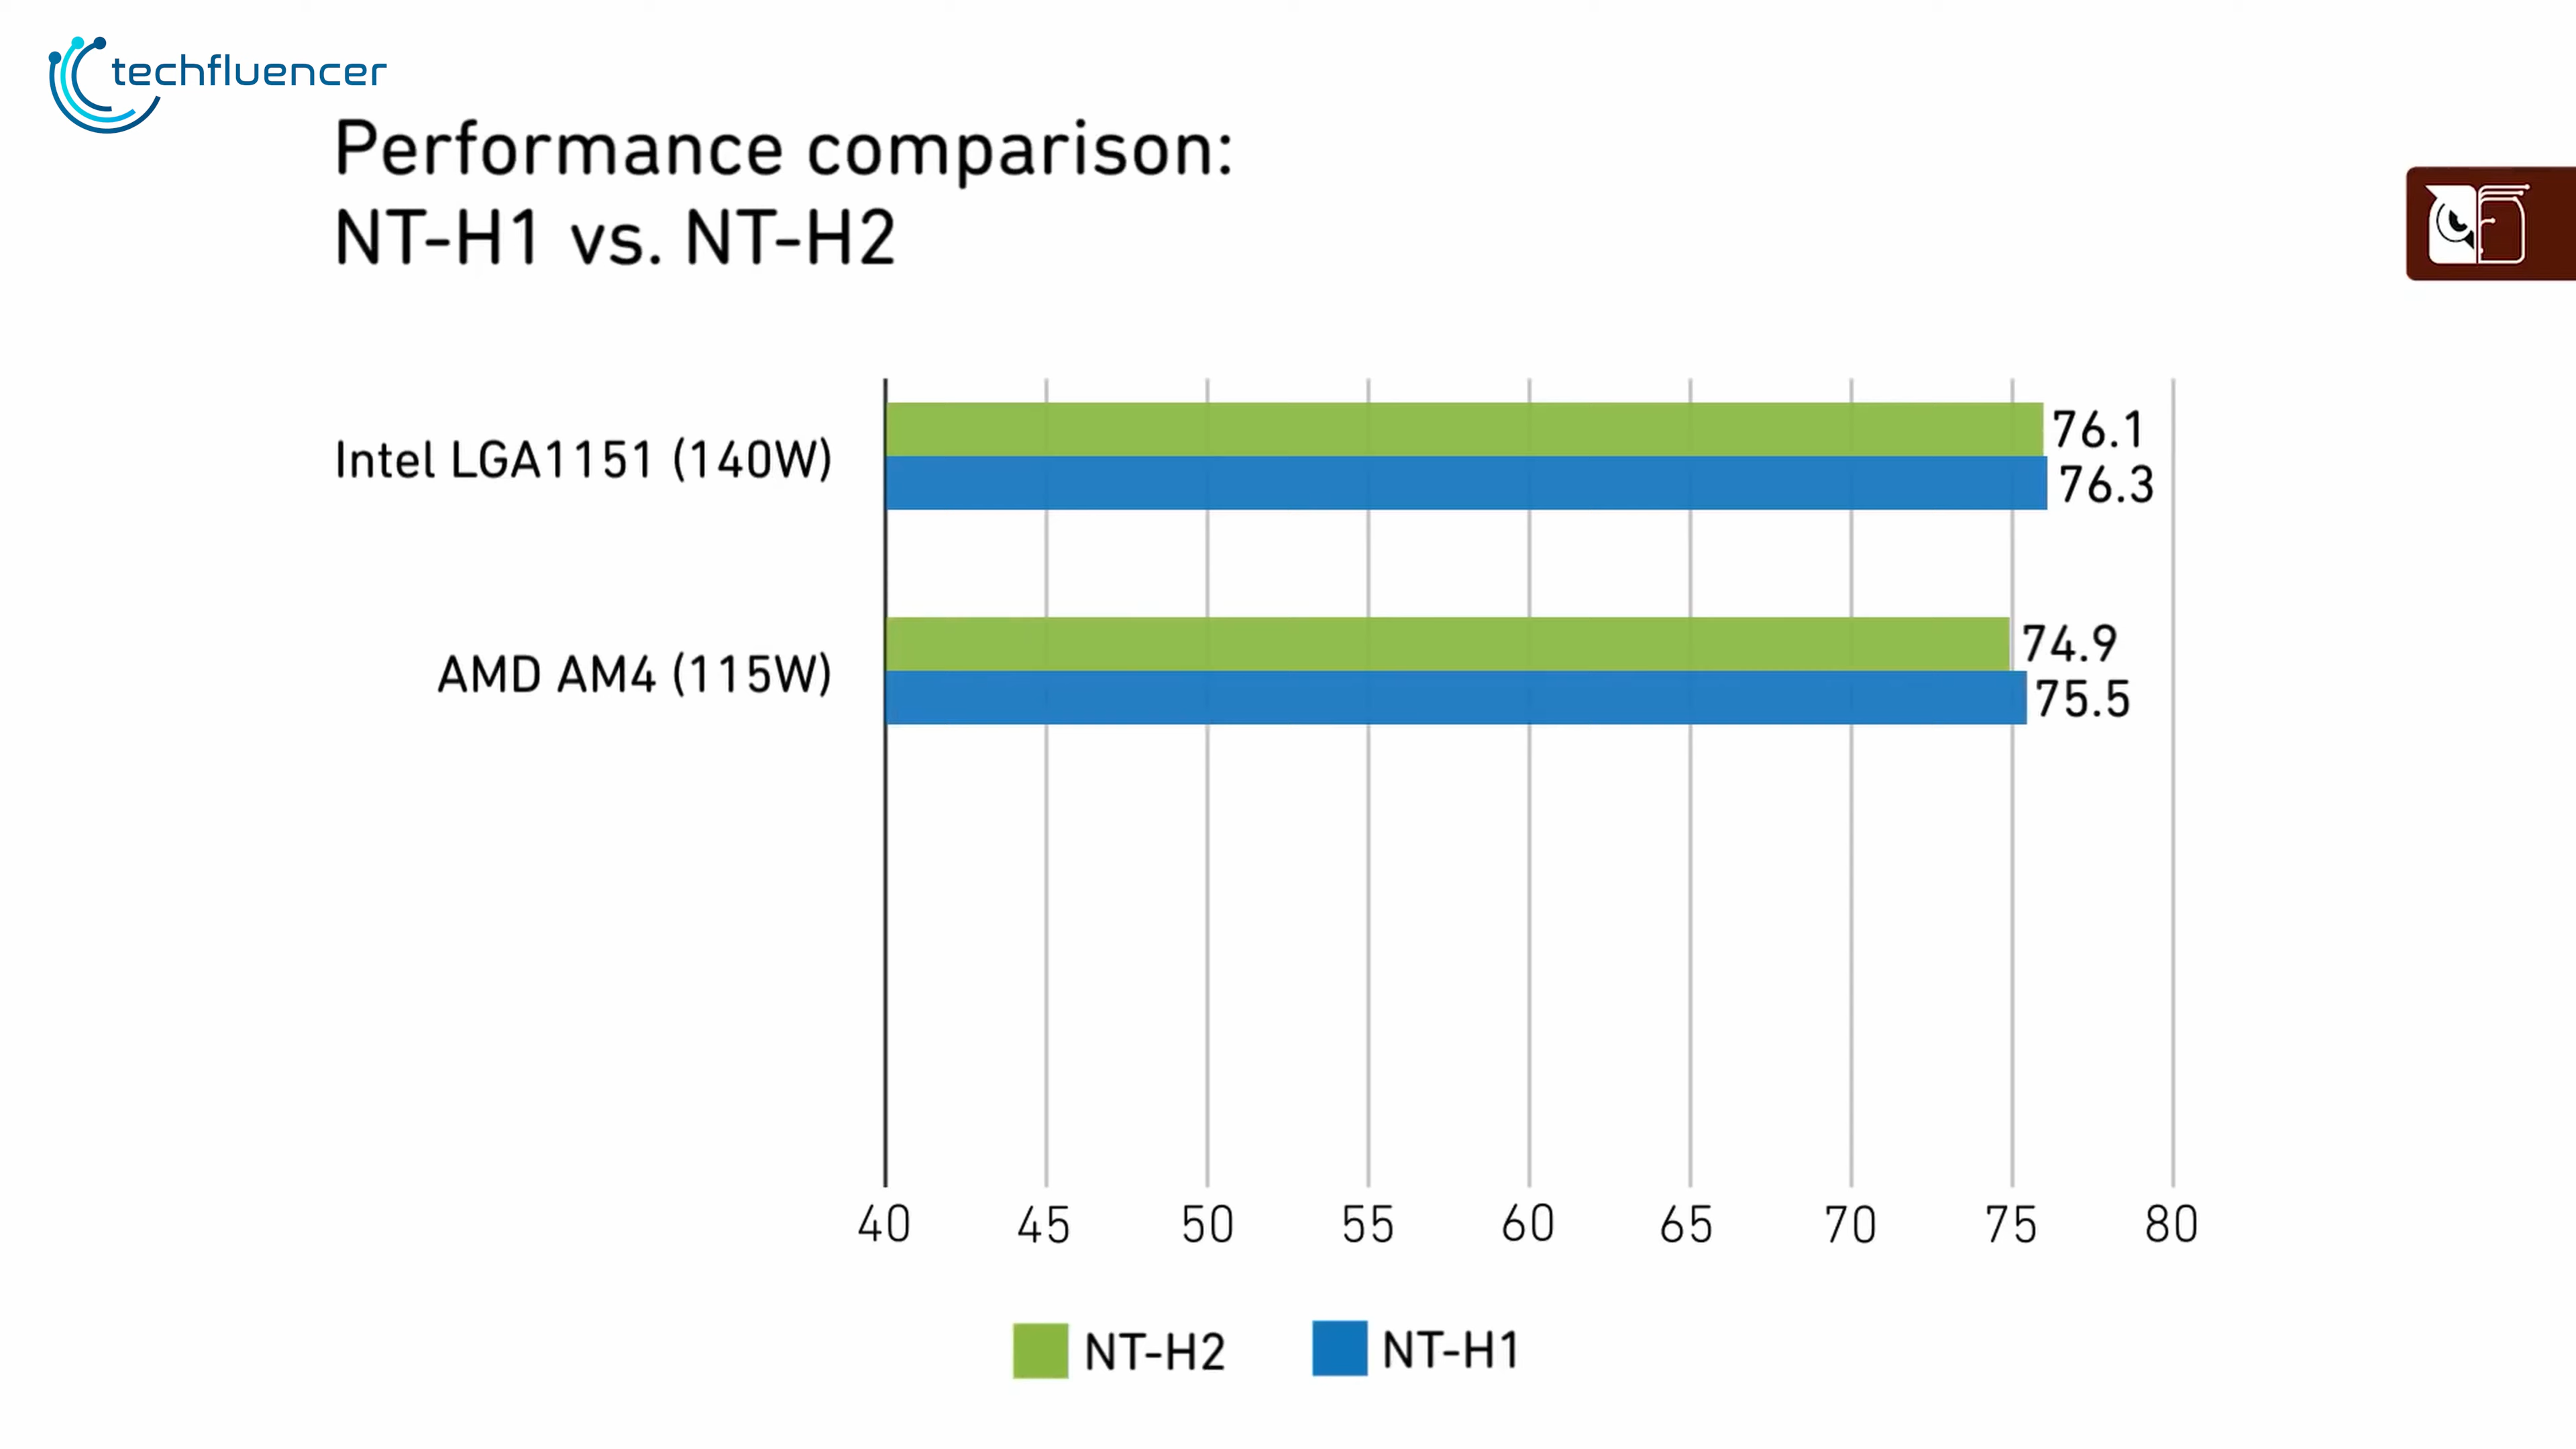 techfluencer
Performance comparison:
NT-H1 vs. NT-H2
Intel LGA1151 (140W)
76.1
76.3
AMD AM4 (115W)
74.9
75.5
40 45 50 55 60 65 70 75 80
NT-H2 NT-H1